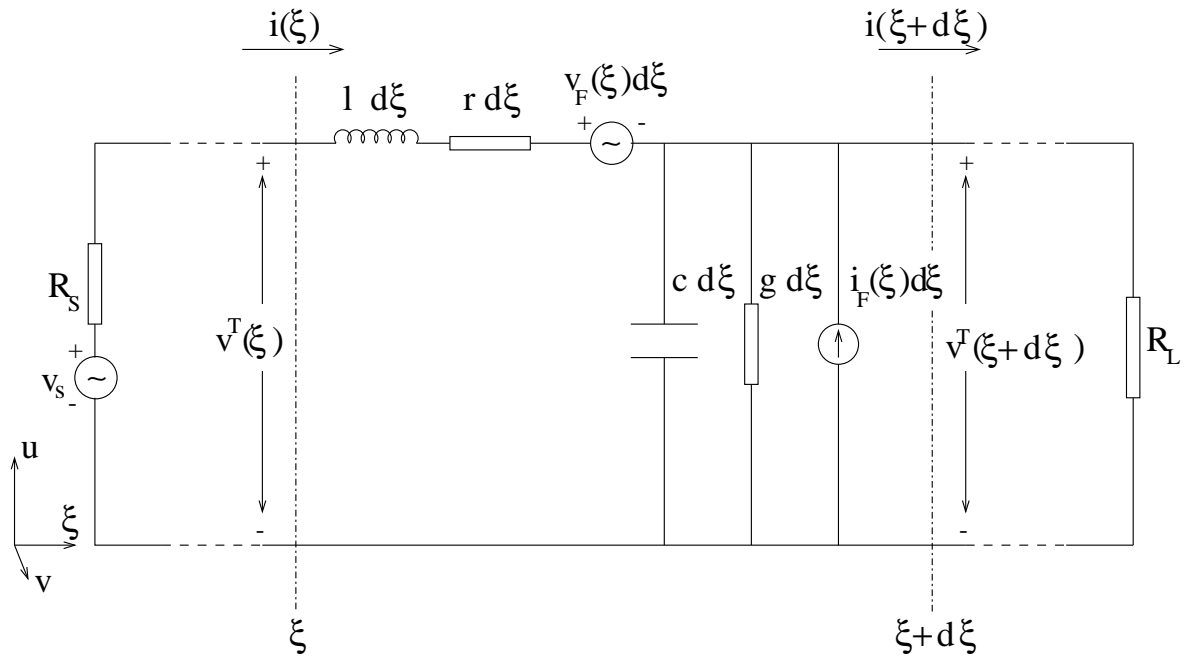 i(ξ)
i(ξ+dξ)
v_F(ξ)dξ
l dξ
r dξ
+
-
+
+
R_S
c dξ
g dξ
i_F(ξ)dξ
v^T(ξ)
v^T(ξ+dξ)
R_L
+
v_s
-
u
ξ
-
-
v
ξ
ξ+dξ